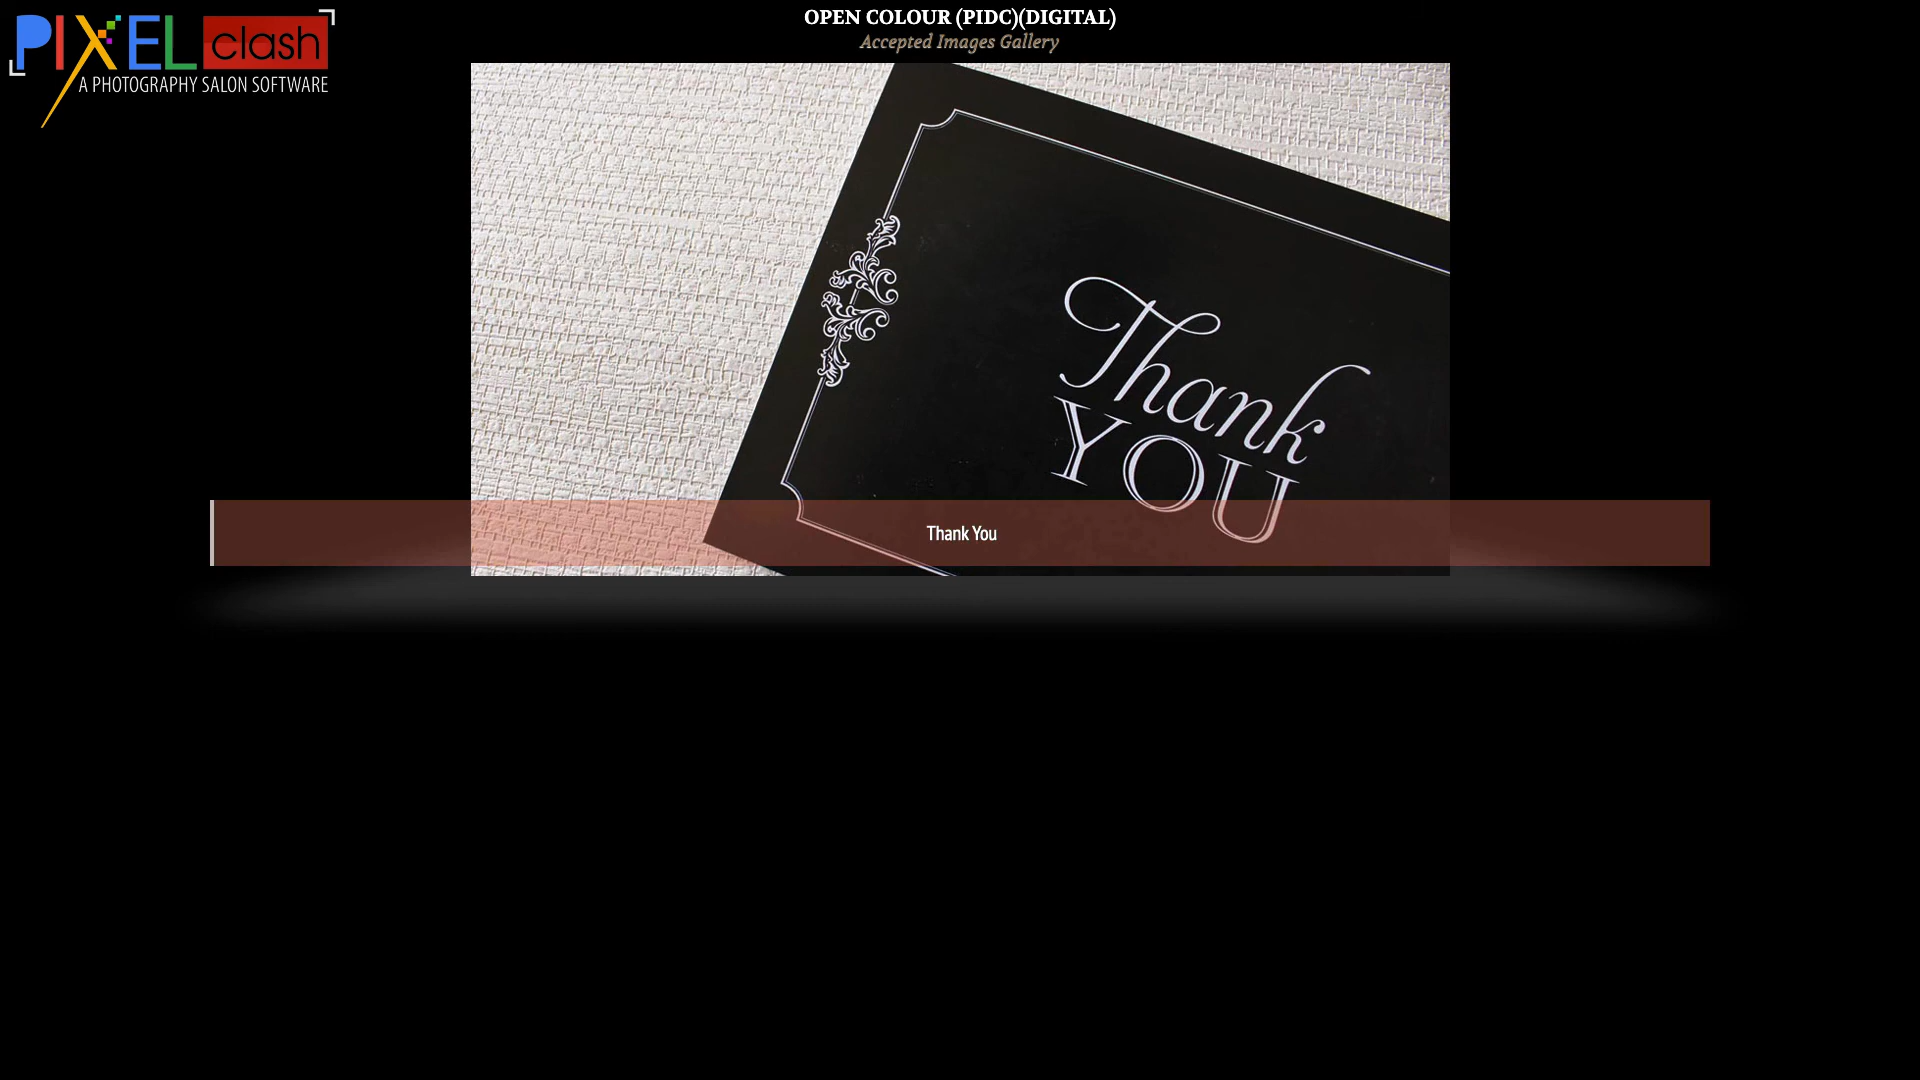 PIXEL clash
A PHOTOGRAPHY SALON SOFTWARE
OPEN COLOUR (PIDC)(DIGITAL)
Accepted Images Gallery
Thank
YOU
Thank You